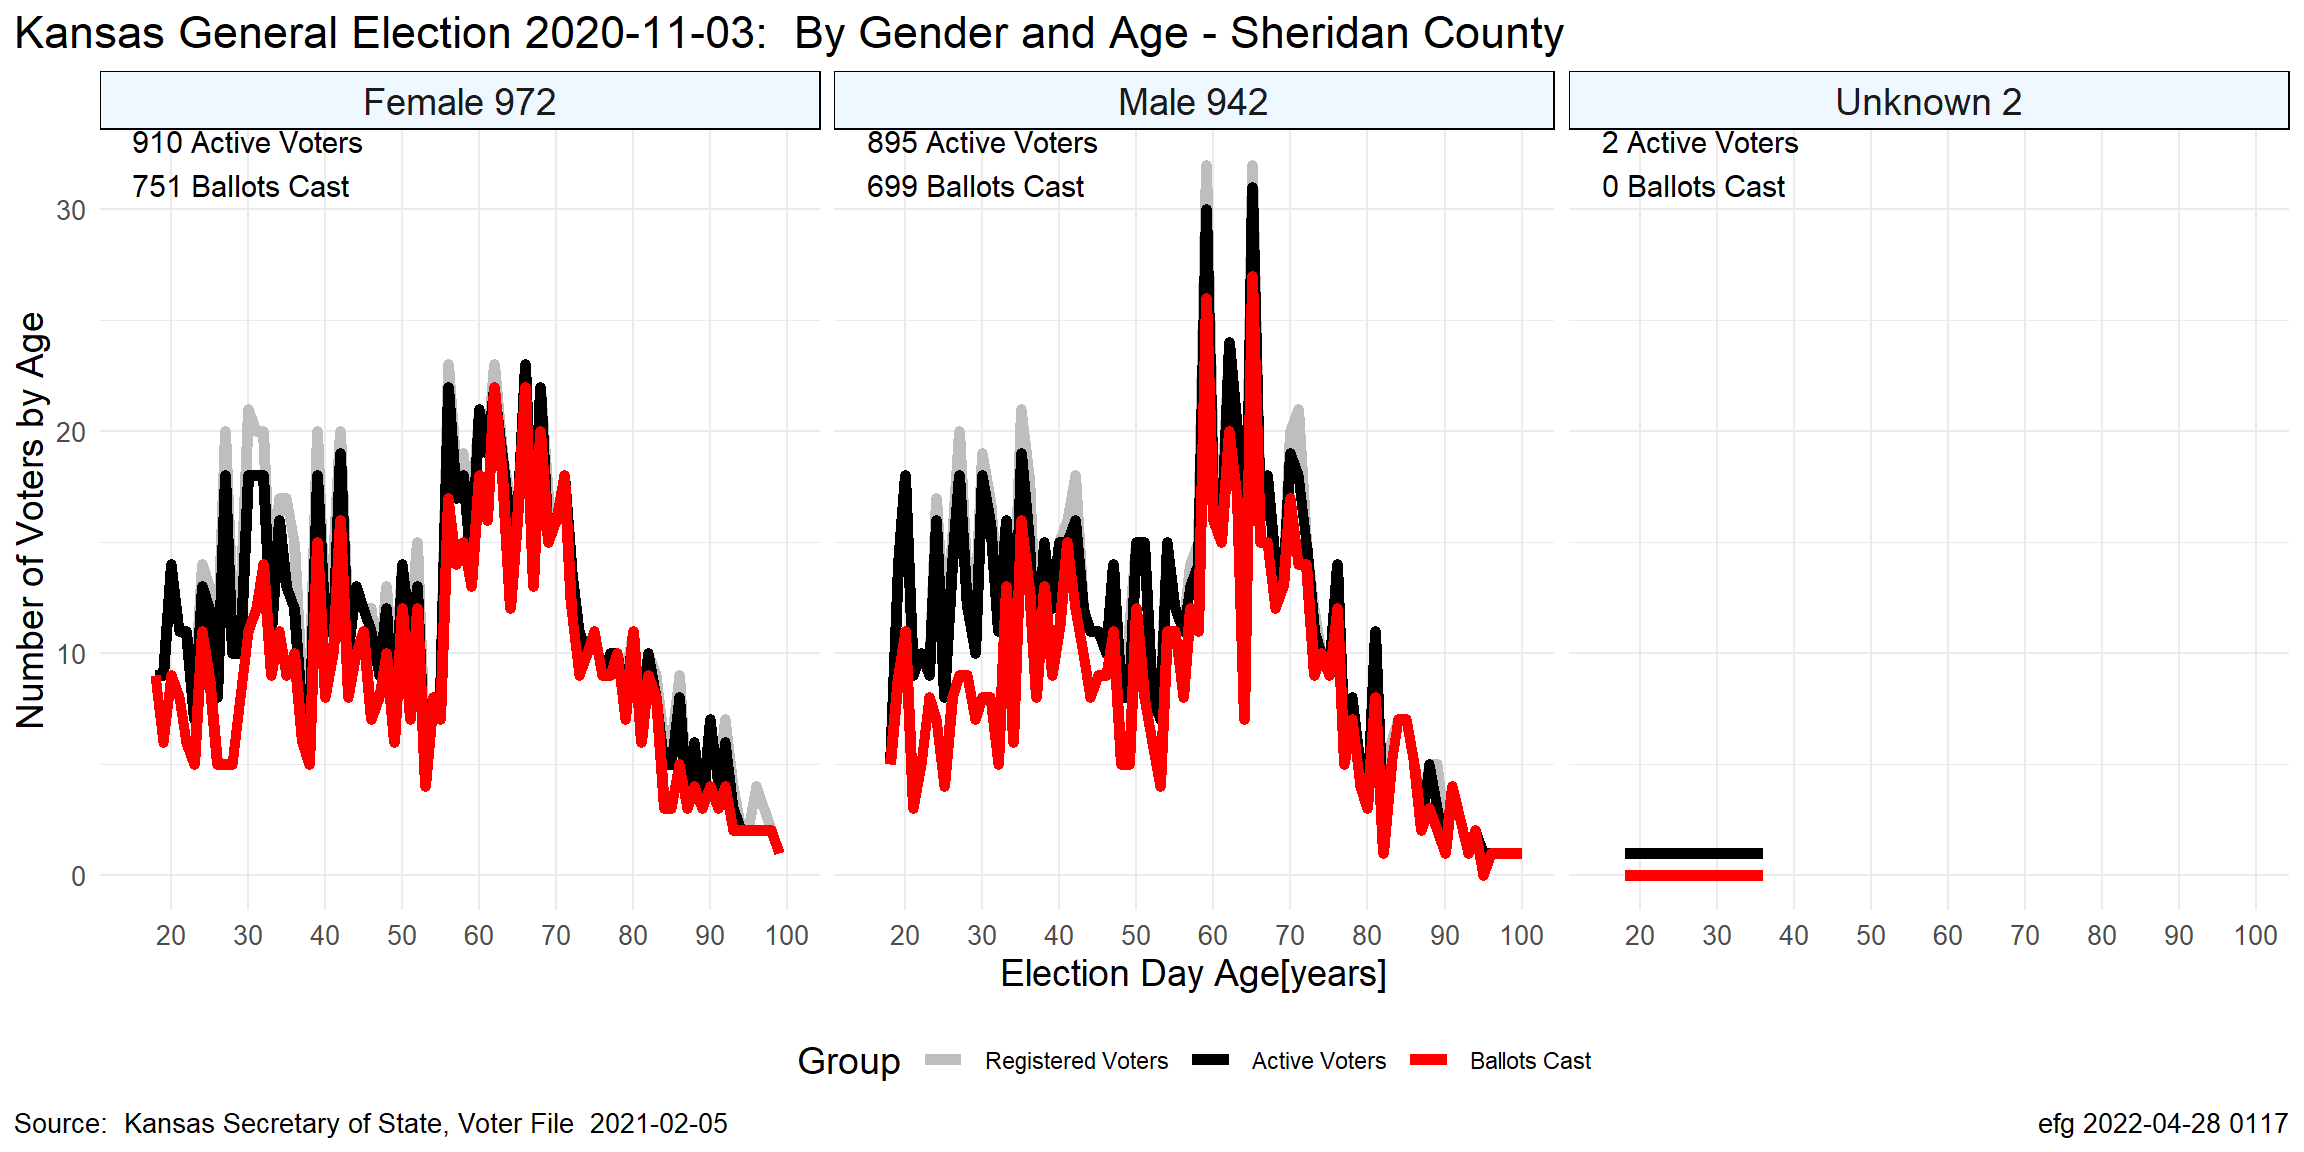 Kansas General Election 2020-11-03:  By Gender and Age - Sheridan County
Female 972
Male 942
Unknown 2
910 Active Voters
751 Ballots Cast
895 Active Voters
699 Ballots Cast
2 Active Voters
0 Ballots Cast
Number of Voters by Age
30
20
10
0
20 30 40 50 60 70 80 90 100
20 30 40 50 60 70 80 90 100
20 30 40 50 60 70 80 90 100
Election Day Age[years]
Group Registered Voters Active Voters Ballots Cast
Source:  Kansas Secretary of State, Voter File  2021-02-05
efg 2022-04-28 0117